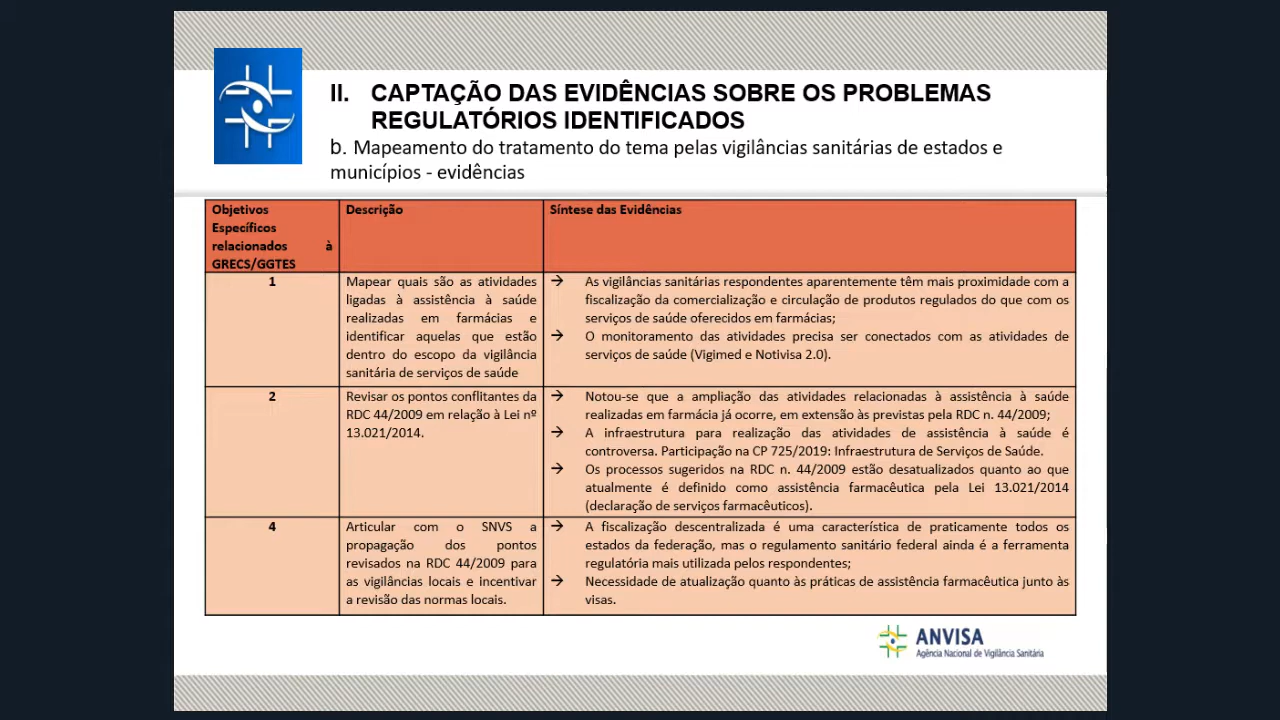 II. CAPTAÇÃO DAS EVIDÊNCIAS SOBRE OS PROBLEMAS
REGULATÓRIOS IDENTIFICADOS
b. Mapeamento do tratamento do tema pelas vigilâncias sanitárias de estados e
municípios - evidências
Objetivos
Específicos
relacionados à
GRECS/GGTES
Descrição
Síntese das Evidências
1
Mapear quais são as atividades
ligadas à assistência à saúde
realizadas em farmácias e
identificar aquelas que estão
dentro do escopo da vigilância
sanitária de serviços de saúde
→ As vigilâncias sanitárias respondentes aparentemente têm mais proximidade com a
fiscalização da comercialização e circulação de produtos regulados do que com os
serviços de saúde oferecidos em farmácias;
→ O monitoramento das atividades precisa ser conectados com as atividades de
serviços de saúde (Vigimed e Notivisa 2.0).
2
Revisar os pontos conflitantes da
RDC 44/2009 em relação à Lei nº
13.021/2014.
→ Notou-se que a ampliação das atividades relacionadas à assistência à saúde
realizadas em farmácia já ocorre, em extensão às previstas pela RDC n. 44/2009;
→ A infraestrutura para realização das atividades de assistência à saúde é
controversa. Participação na CP 725/2019: Infraestrutura de Serviços de Saúde.
→ Os processos sugeridos na RDC n. 44/2009 estão desatualizados quanto ao que
atualmente é definido como assistência farmacêutica pela Lei 13.021/2014
(declaração de serviços farmacêuticos).
4
Articular com o SNVS a
propagação dos pontos
revisados na RDC 44/2009 para
as vigilâncias locais e incentivar
a revisão das normas locais.
→ A fiscalização descentralizada é uma característica de praticamente todos os
estados da federação, mas o regulamento sanitário federal ainda é a ferramenta
regulatória mais utilizada pelos respondentes;
→ Necessidade de atualização quanto às práticas de assistência farmacêutica junto às
visas.
ANVISA
Agência Nacional de Vigilância Sanitária